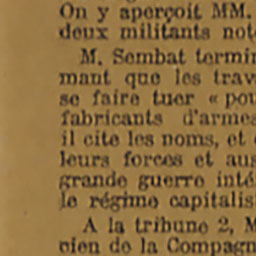 On y aperçoit MM.
deux militants not
M. Sembat termin
mant que les trav
se faire tuer « pou
fabricants d'armes
il cite les noms, et
leurs forces et aus
grande guerre inté
le régime capitalis
A la tribune 2, M
cien de la Compagn